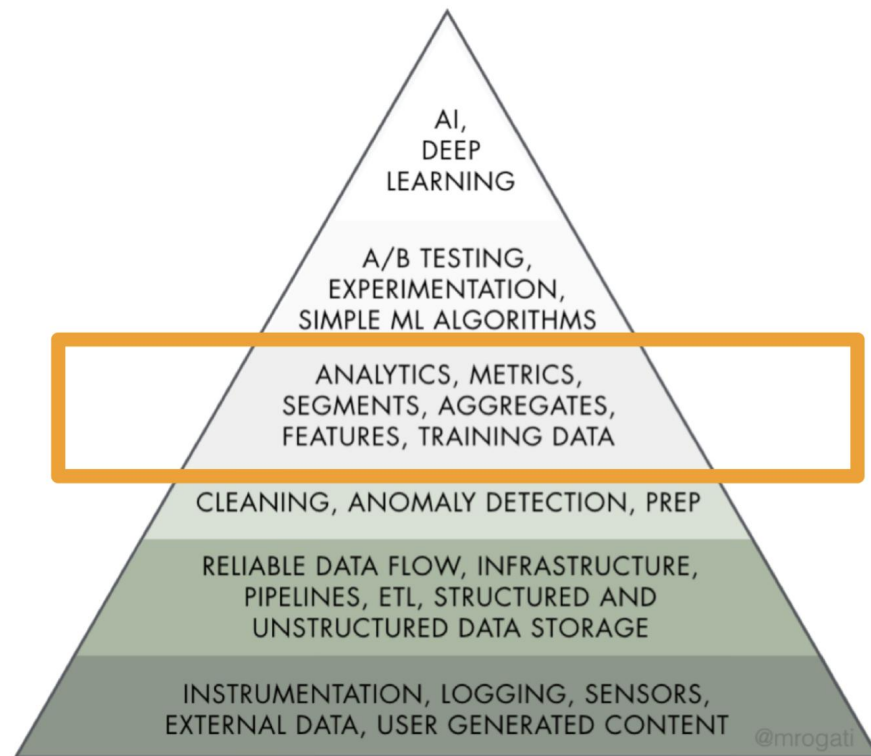 AI,
DEEP
LEARNING
A/B TESTING,
EXPERIMENTATION,
SIMPLE ML ALGORITHMS
ANALYTICS, METRICS,
SEGMENTS, AGGREGATES,
FEATURES, TRAINING DATA
CLEANING, ANOMALY DETECTION, PREP
RELIABLE DATA FLOW, INFRASTRUCTURE,
PIPELINES, ETL, STRUCTURED AND
UNSTRUCTURED DATA STORAGE
INSTRUMENTATION, LOGGING, SENSORS,
EXTERNAL DATA, USER GENERATED CONTENT
@mrogati